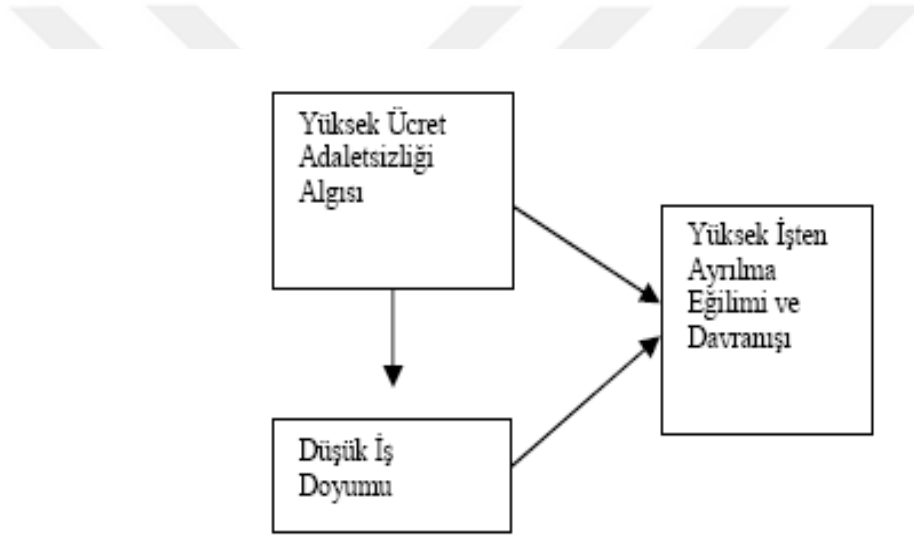 Yüksek Ücret
Adaletsizliği
Algısı
Yüksek İşten
Ayrılma
Eğilimi ve
Davranışı
Düşük İş
Doyumu